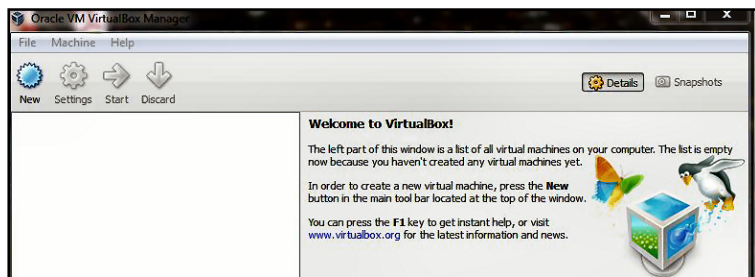 Oracle VM VirtualBox Manager
File Machine Help
New Settings Start Discard
Details Snapshots
Welcome to VirtualBox!
The left part of this window is a list of all virtual machines on your computer. The list is empty
now because you haven't created any virtual machines yet.
In order to create a new virtual machine, press the New
button in the main tool bar located at the top of the window.
You can press the F1 key to get instant help, or visit
www.virtualbox.org for the latest information and news.